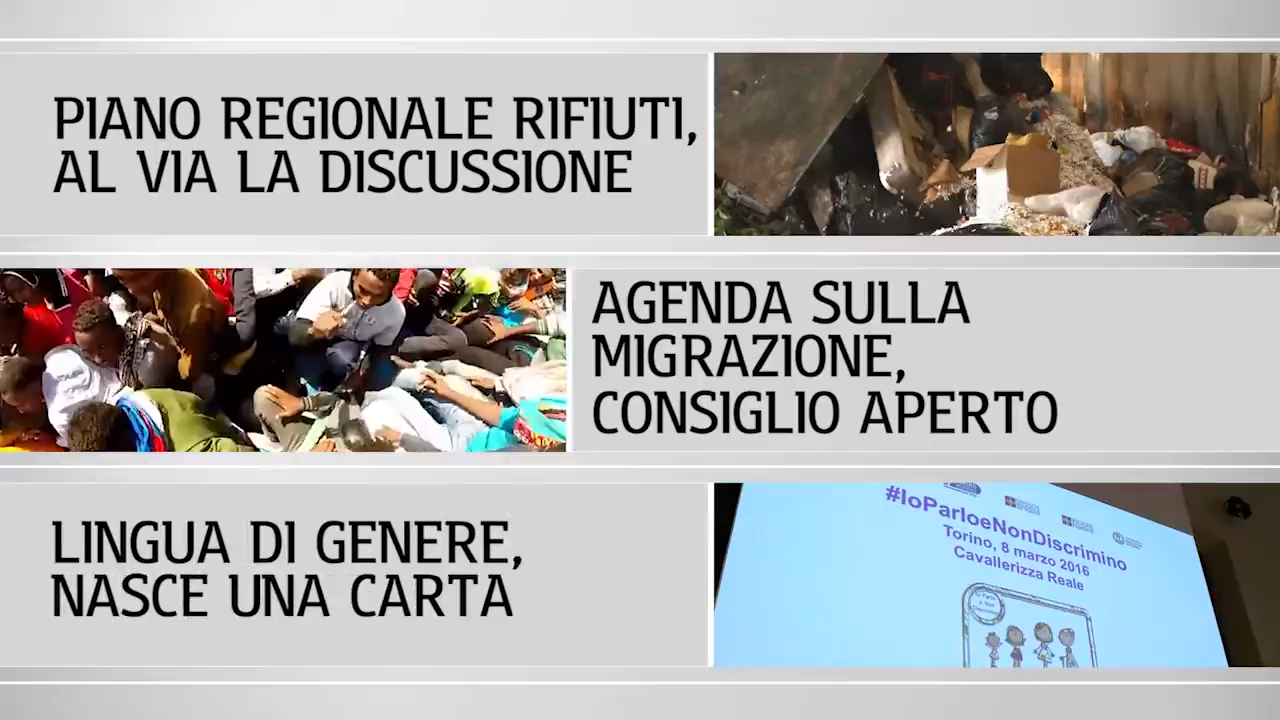 PIANO REGIONALE RIFIUTI,
AL VIA LA DISCUSSIONE
AGENDA SULLA
MIGRAZIONE,
CONSIGLIO APERTO
LINGUA DI GENERE,
NASCE UNA CARTA
#IoParloeNonDiscrimino
Torino, 8 marzo 2016
Cavallerizza Reale